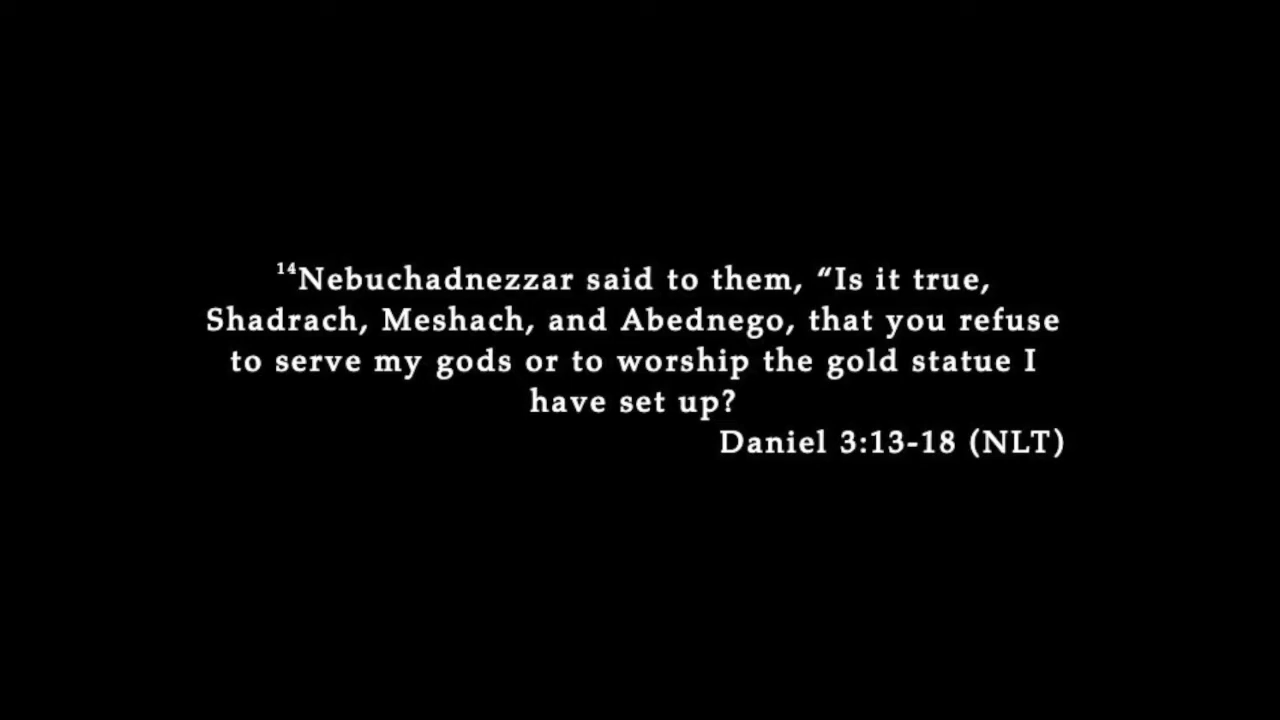 ¹⁴Nebuchadnezzar said to them, “Is it true,
Shadrach, Meshach, and Abednego, that you refuse
to serve my gods or to worship the gold statue I
have set up?
Daniel 3:13-18 (NLT)